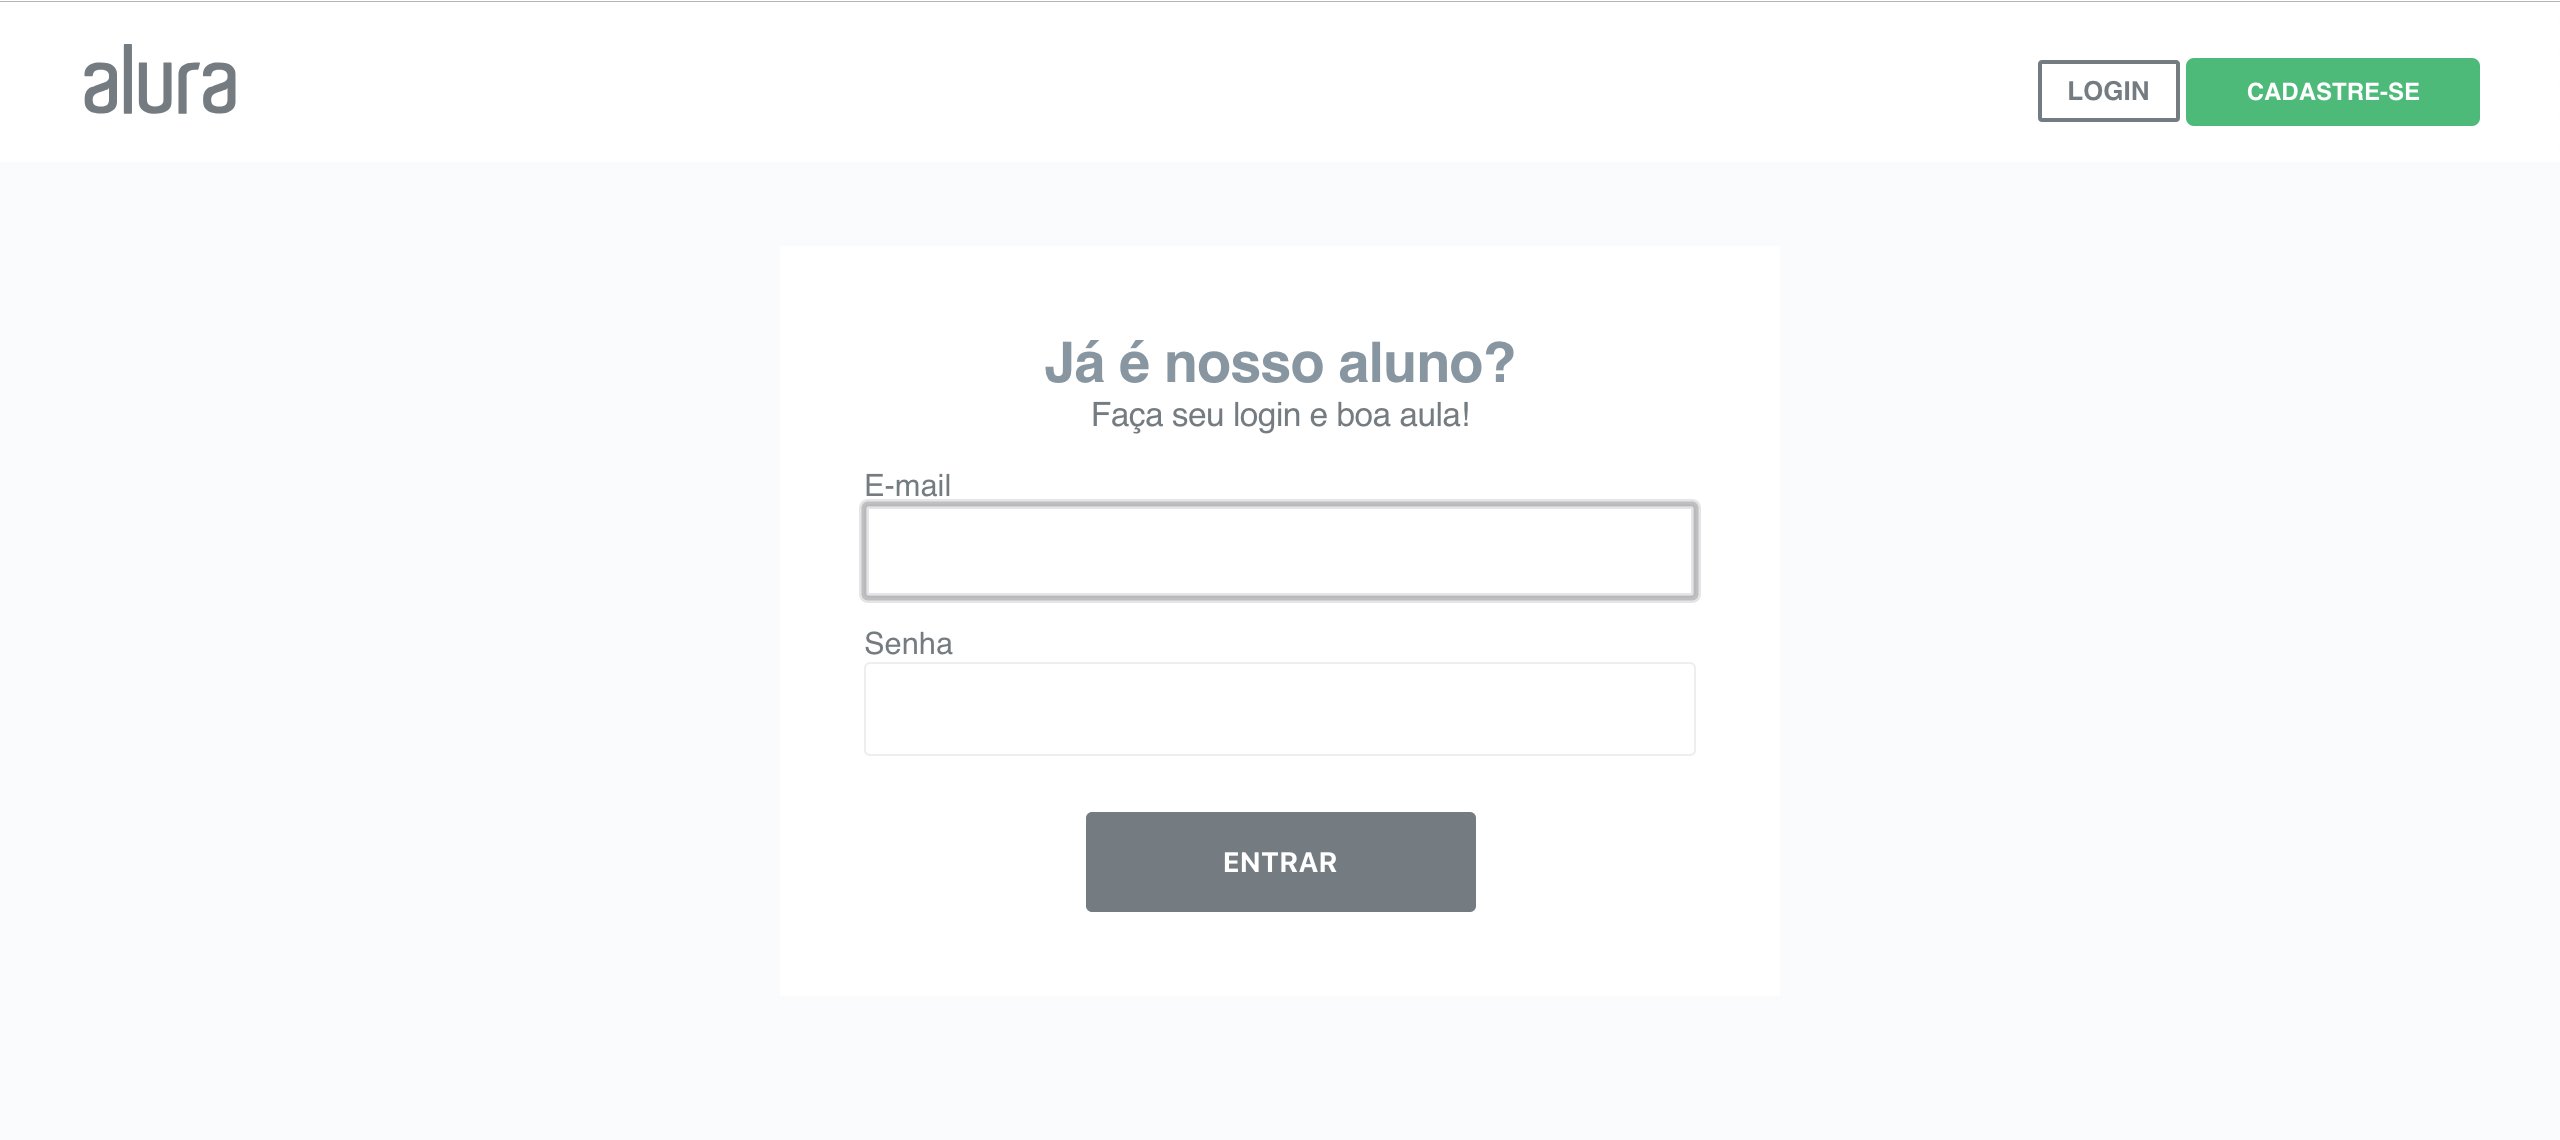 alura
LOGIN
CADASTRE-SE
Já é nosso aluno?
Faça seu login e boa aula!
E-mail
Senha
ENTRAR